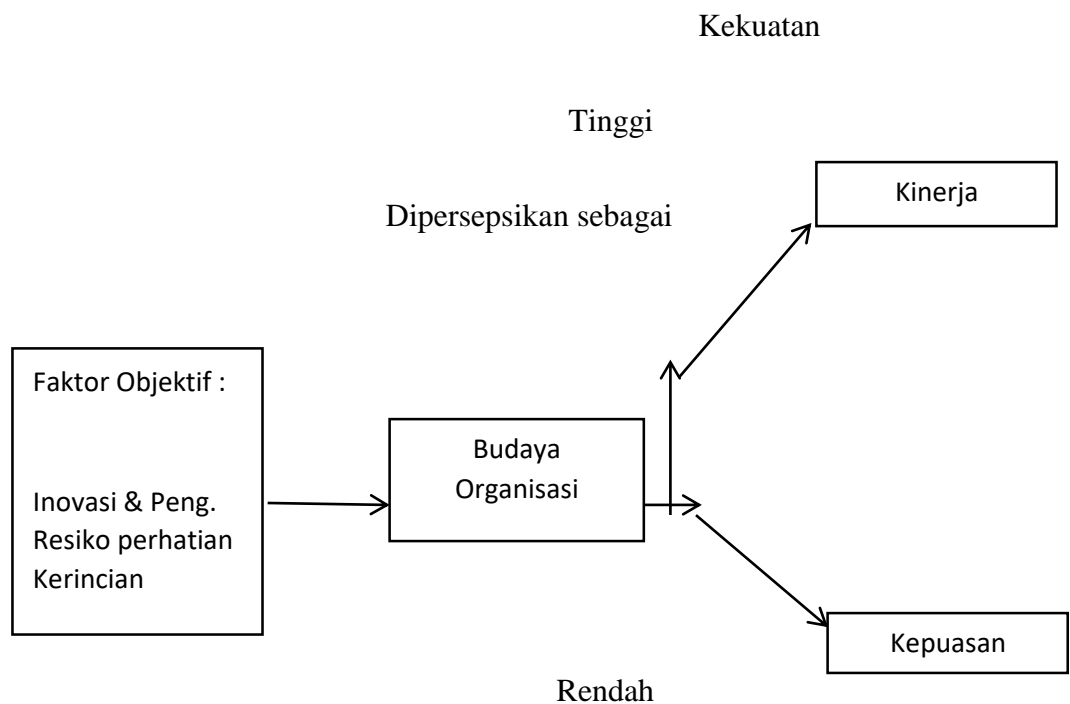 Kekuatan
Tinggi
Kinerja
Dipersepsikan sebagai
Faktor Objektif :
Inovasi & Peng.
Resiko perhatian
Kerincian
Budaya
Organisasi
Kepuasan
Rendah